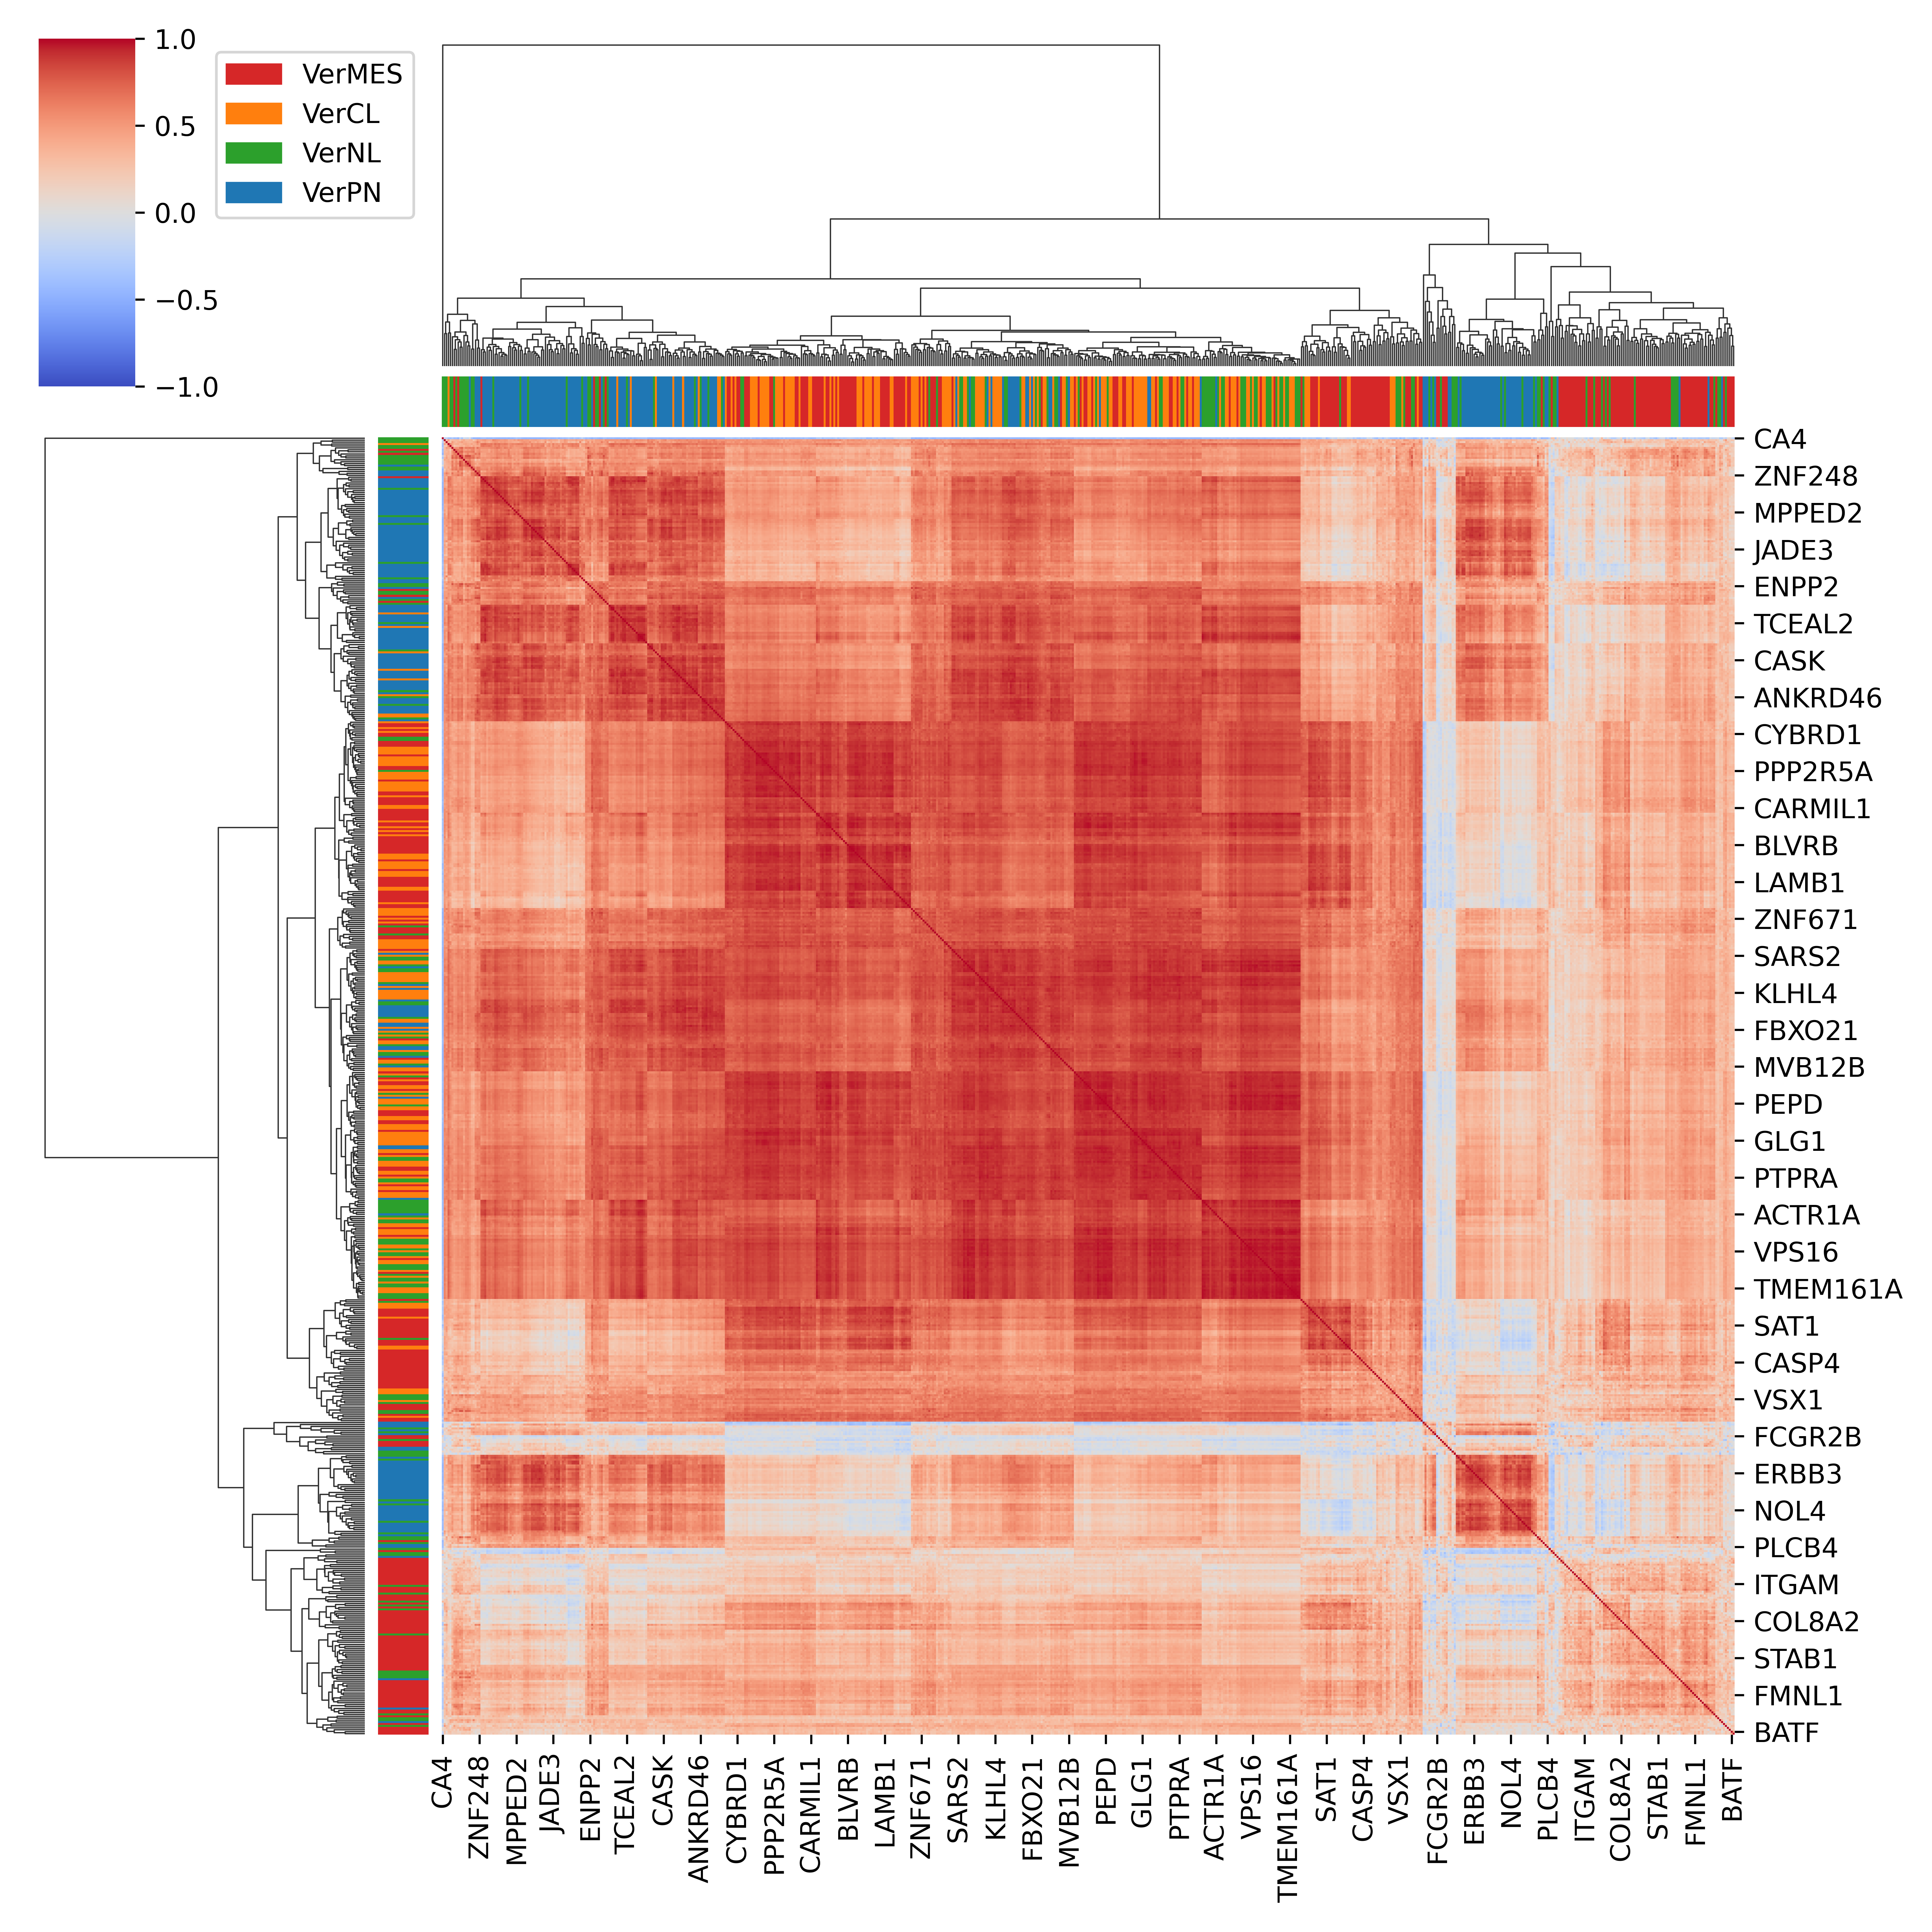 1.0
0.5
0.0
−0.5
−1.0
VerMES
VerCL
VerNL
VerPN
CA4
ZNF248
MPPED2
JADE3
ENPP2
TCEAL2
CASK
ANKRD46
CYBRD1
PPP2R5A
CARMIL1
BLVRB
LAMB1
ZNF671
SARS2
KLHL4
FBXO21
MVB12B
PEPD
GLG1
PTPRA
ACTR1A
VPS16
TMEM161A
SAT1
CASP4
VSX1
FCGR2B
ERBB3
NOL4
PLCB4
ITGAM
COL8A2
STAB1
FMNL1
BATF
CA4
ZNF248
MPPED2
JADE3
ENPP2
TCEAL2
CASK
ANKRD46
CYBRD1
PPP2R5A
CARMIL1
BLVRB
LAMB1
ZNF671
SARS2
KLHL4
FBXO21
MVB12B
PEPD
GLG1
PTPRA
ACTR1A
VPS16
TMEM161A
SAT1
CASP4
VSX1
FCGR2B
ERBB3
NOL4
PLCB4
ITGAM
COL8A2
STAB1
FMNL1
BATF